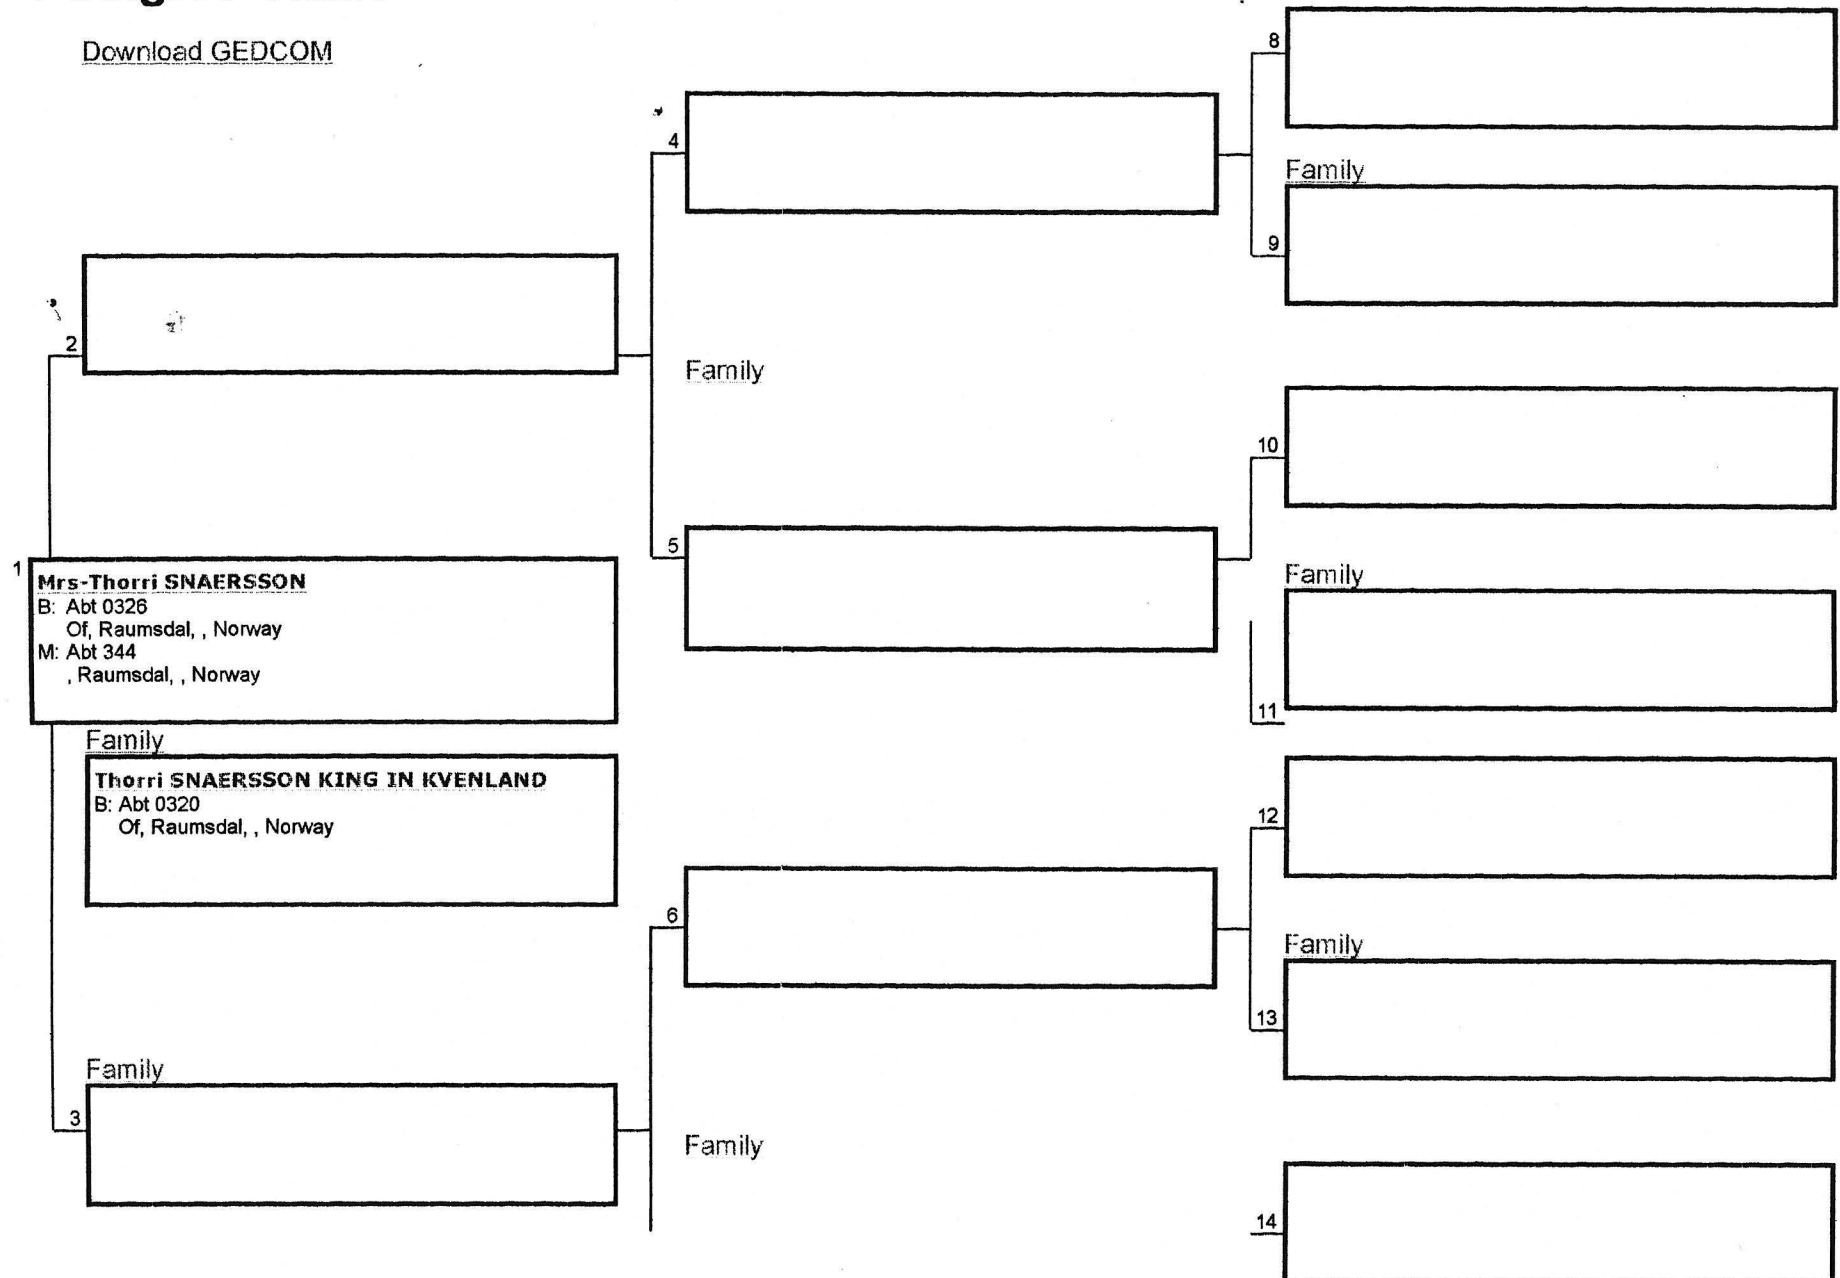 Download GEDCOM
8
4
Family
9
2
Family
10
5
1
Mrs-Thorri SNAERSSON
B: Abt 0326
Of, Raumsdal, , Norway
M: Abt 344
, Raumsdal, , Norway
Family
11
Family
Thorri SNAERSSON KING IN KVENLAND
B: Abt 0320
Of, Raumsdal, , Norway
12
6
Family
13
Family
3
Family
14